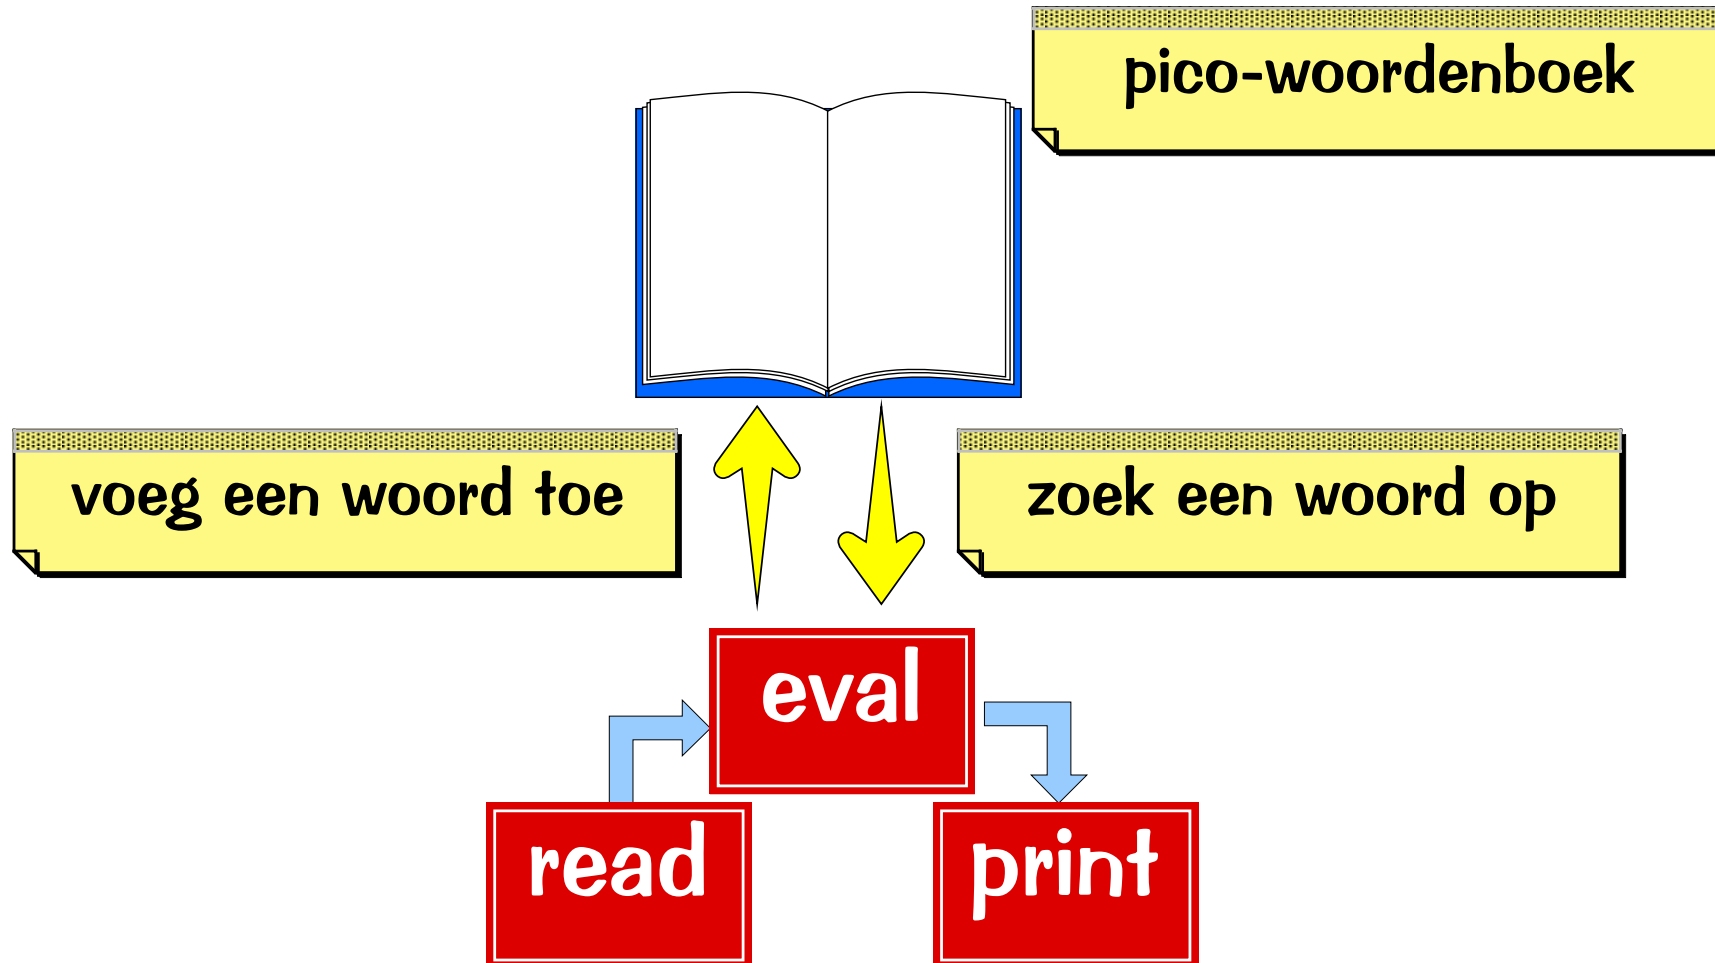 pico-woordenboek
voeg een woord toe
zoek een woord op
eval
read
print